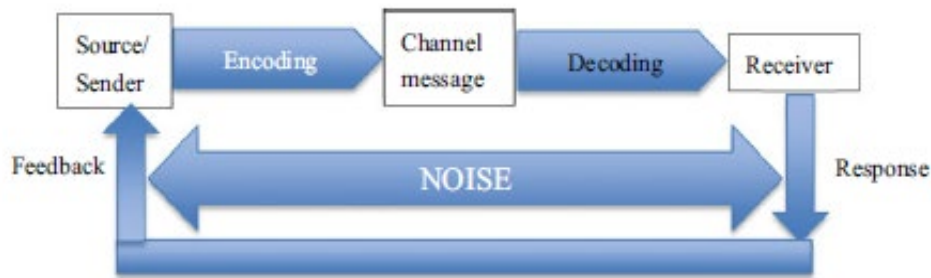 Source/
Sender
Encoding
Channel
message
Decoding
Receiver
Feedback
NOISE
Response